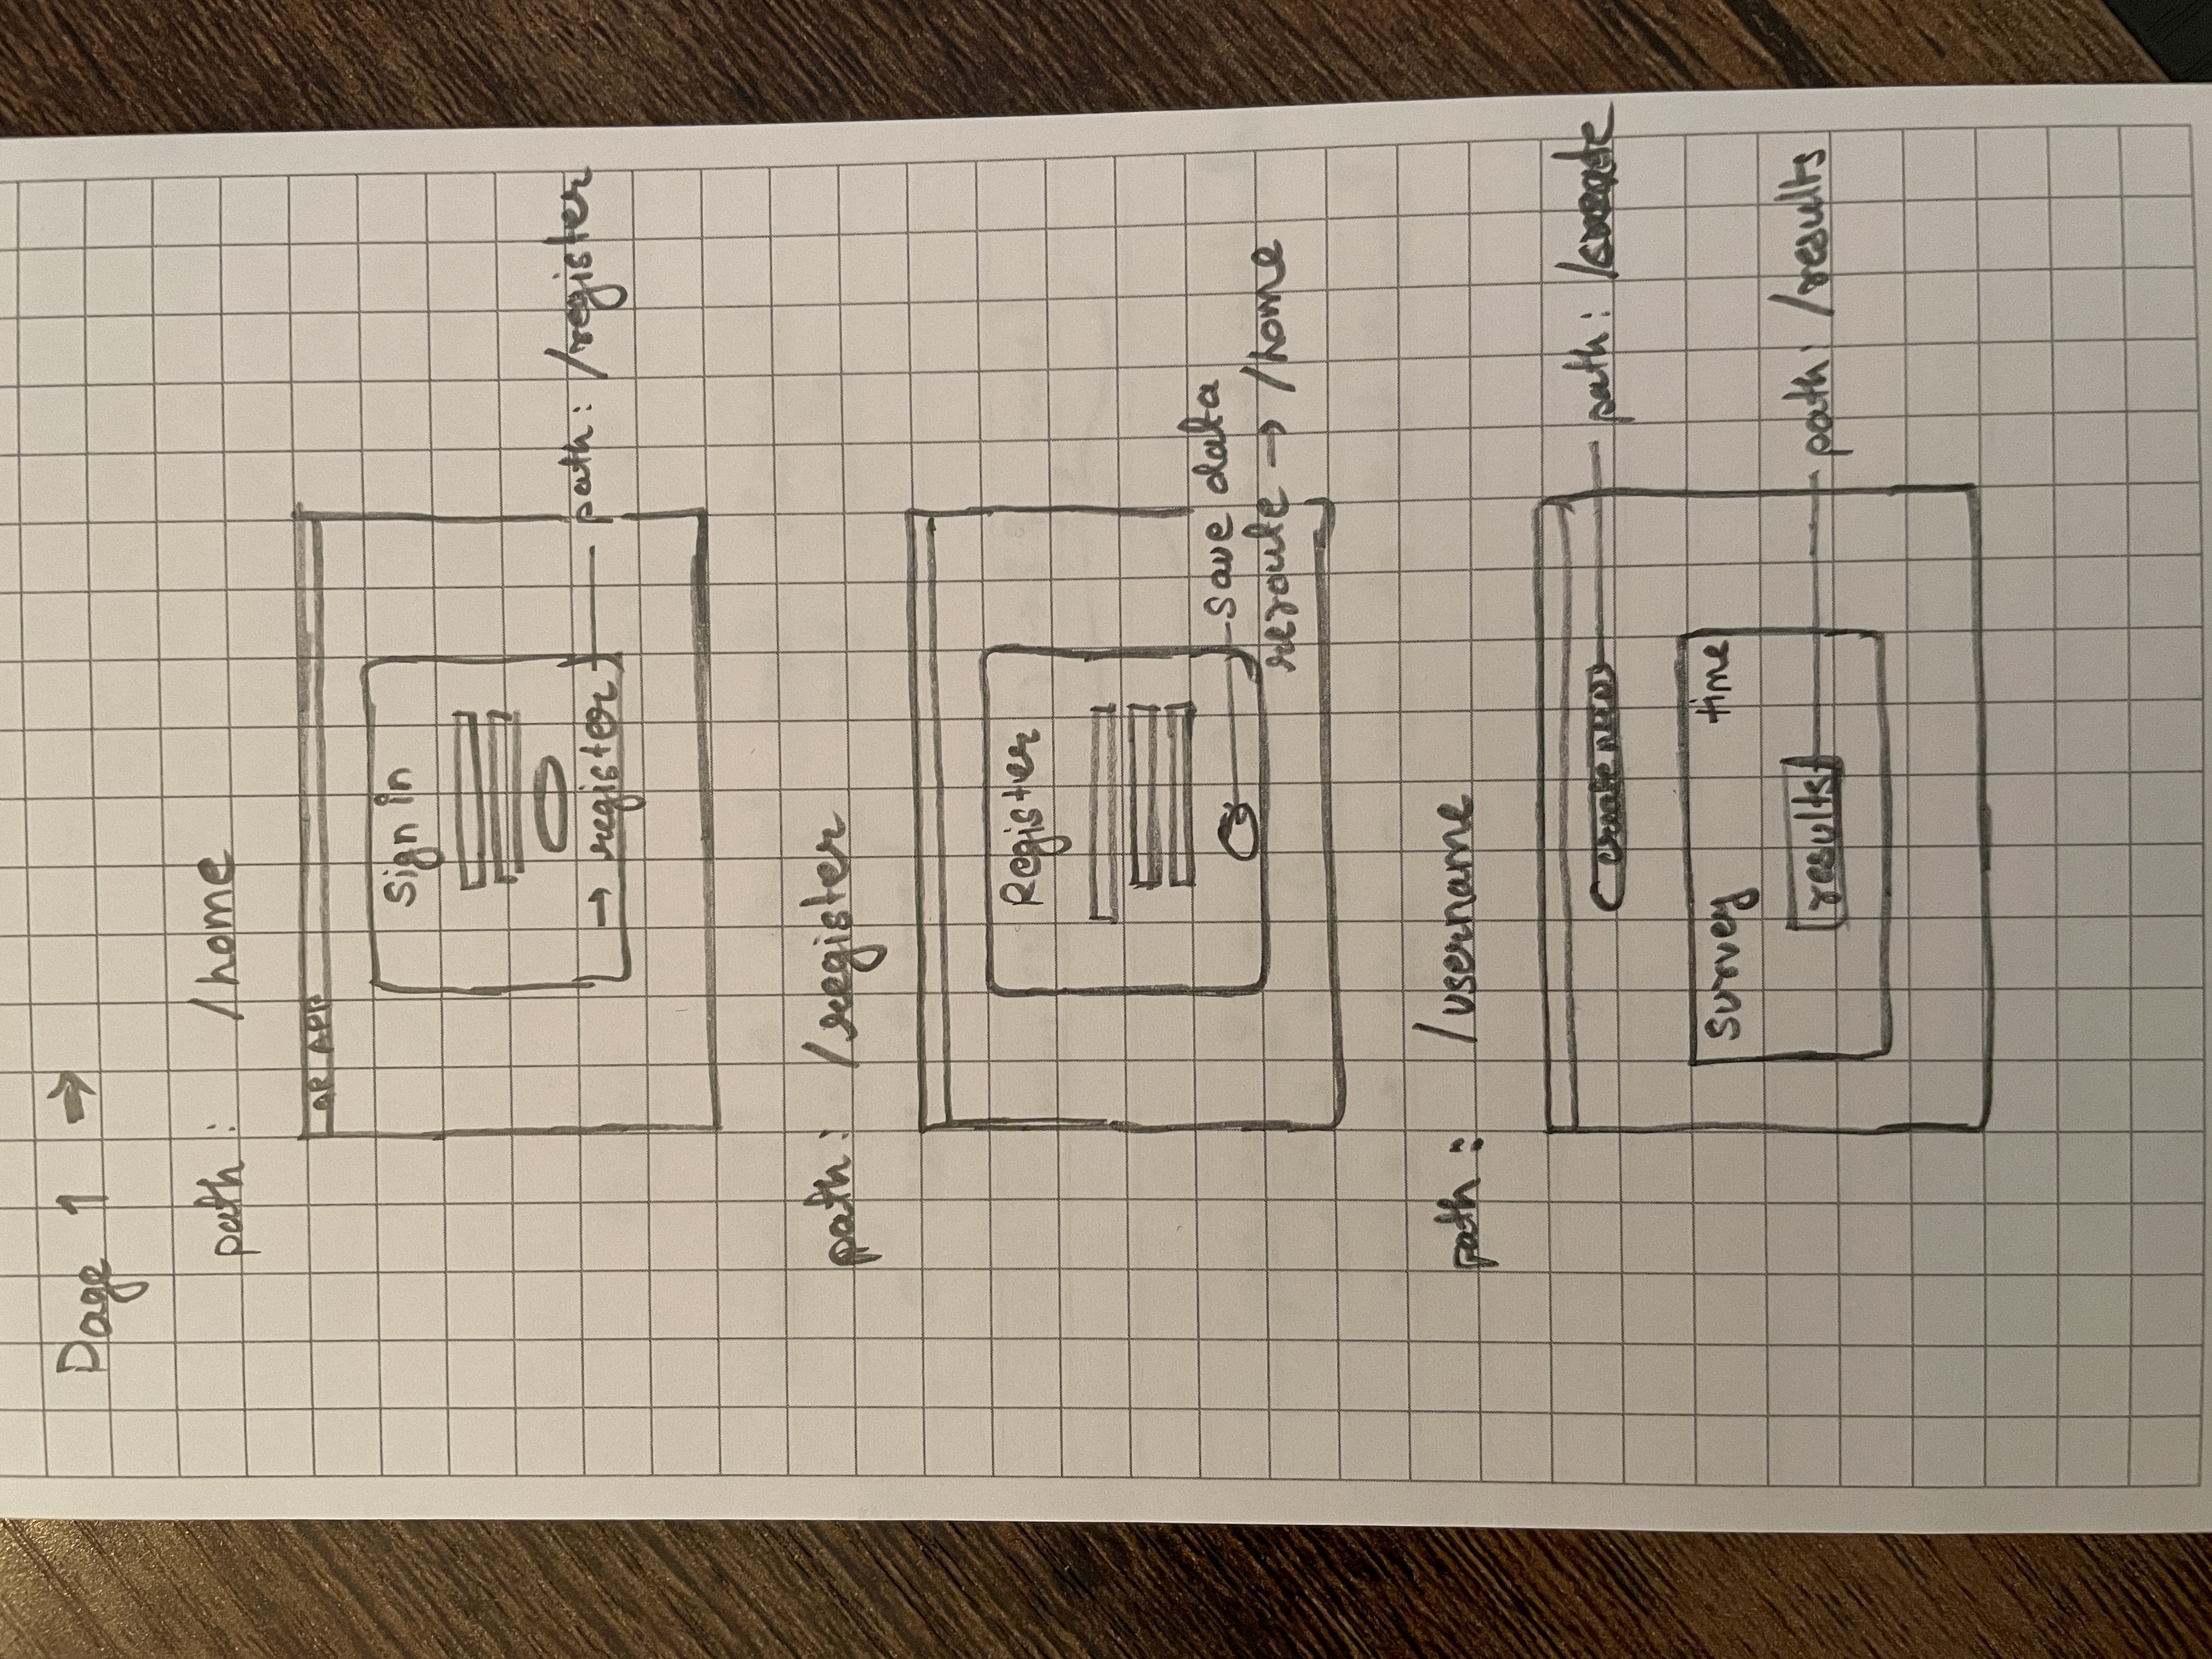 Page 1 →
path : /home
QR APP
Sign in
→ register
path : /register
path : /register
Register
save data
reroute → /home
path : /username
create new
path : /create
survey time
results
path : /results